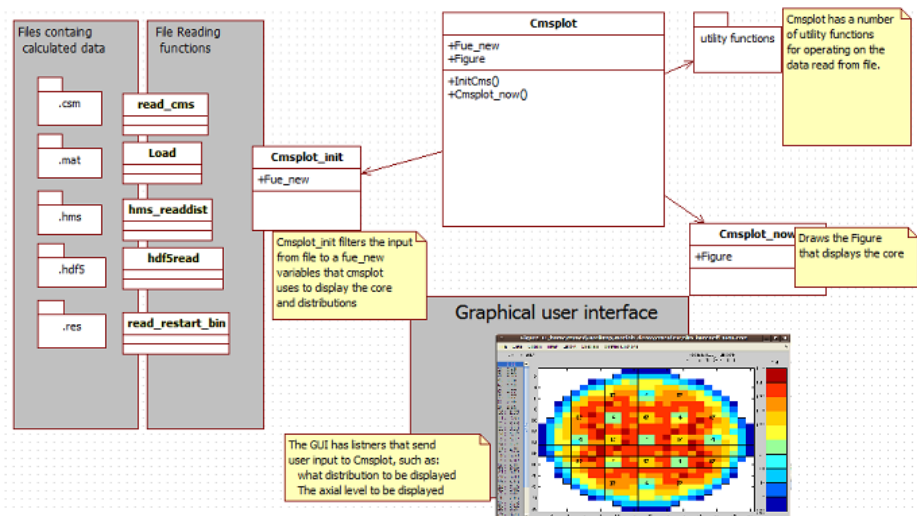 Files containg
calculated data
File Reading
functions
.csm
.mat
.hms
.hdf5
.res
read_cms
Load
hms_readdist
hdf5read
read_restart_bin
Cmsplot_init
+Fue_new
Cmsplot_init filters the input
from file to a fue_new
variables that cmsplot
uses to display the core
and distributions
Cmsplot
+Fue_new
+Figure
+InitCms()
+Cmsplot_now()
utility functions
Cmsplot has a number
of utility functions
for operating on the
data read from file.
Cmsplot_now
+Figure
Draws the Figure
that displays the core
Graphical user interface
The GUI has listners that send
user input to Cmsplot, such as:
what distribution to be displayed
The axial level to be displayed